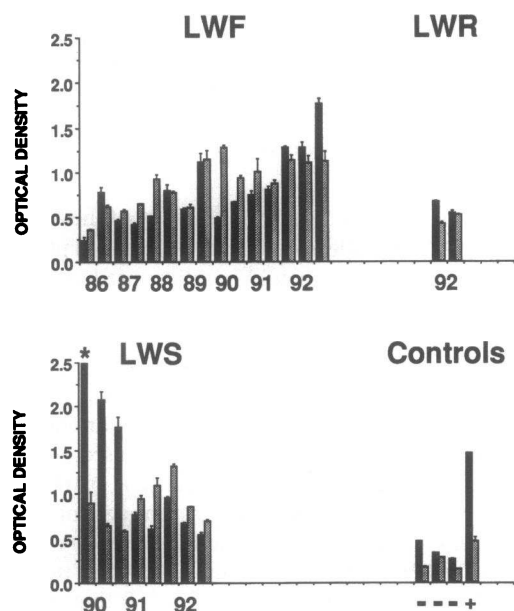 LWF LWR
OPTICAL DENSITY
2.5
2.0
1.5
1.0
0.5
0.0
86 87 88 89 90 91 92 92
* LWS Controls
OPTICAL DENSITY
2.5
2.0
1.5
1.0
0.5
0.0
90 91 92 - - - +